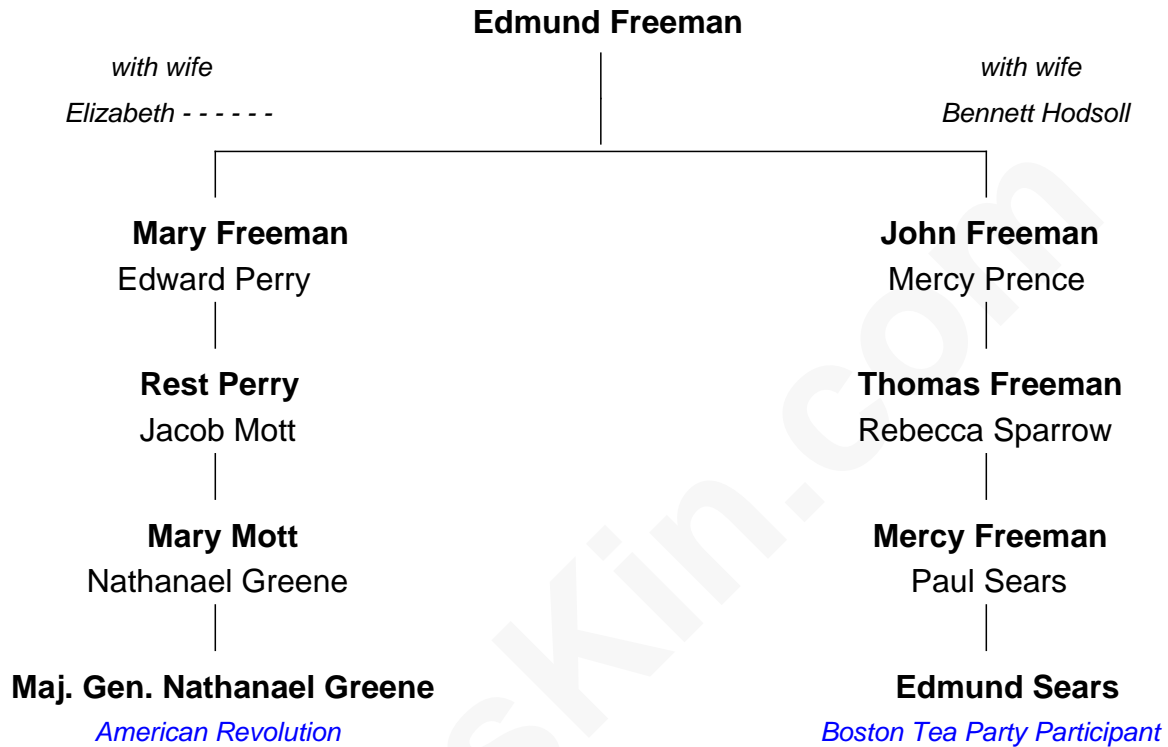 Edmund Freeman
with wife
Elizabeth - - - - - -
with wife
Bennett Hodsoll
Mary Freeman
Edward Perry
John Freeman
Mercy Prence
Rest Perry
Jacob Mott
Thomas Freeman
Rebecca Sparrow
Mary Mott
Nathanael Greene
Mercy Freeman
Paul Sears
Maj. Gen. Nathanael Greene
American Revolution
Edmund Sears
Boston Tea Party Participant
sKin.com